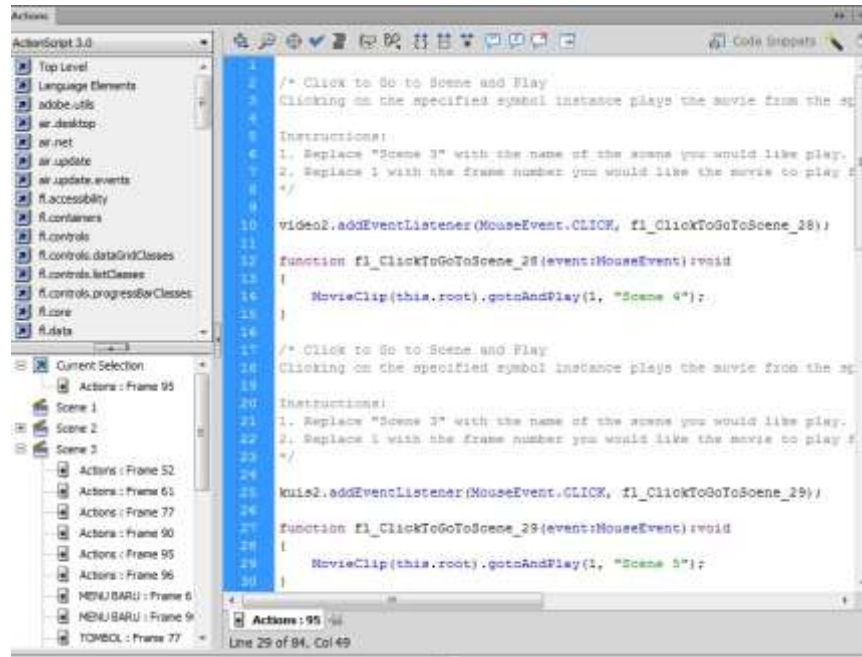 Actions
ActionScript 3.0
Top Level
Language Elements
adobe.utils
air.desktop
air.net
air.update
air.update.events
fl.accessibility
fl.containers
fl.controls
fl.controls.dataGridClasses
fl.controls.listClasses
fl.controls.progressBarClasses
fl.core
fl.data
Current Selection
Actions : Frame 95
Scene 1
Scene 2
Scene 3
Actions : Frame 52
Actions : Frame 61
Actions : Frame 77
Actions : Frame 90
Actions : Frame 95
Actions : Frame 96
MENU BARU : Frame 6
MENU BARU : Frame 9
TOMBOL : Frame 77
Code Snippets
1
2 /* Click to Go to Scene and Play
3 Clicking on the specified symbol instance plays the movie from the sp
4
5 Instructions:
6 1. Replace "Scene 3" with the name of the scene you would like play.
7 2. Replace 1 with the frame number you would like the movie to play f
8 */
9
10 video2.addEventListener(MouseEvent.CLICK, fl_ClickToGoToScene_28);
11
12 function fl_ClickToGoToScene_28(event:MouseEvent):void
13 {
14 MovieClip(this.root).gotoAndPlay(1, "Scene 4");
15 }
16
17 /* Click to Go to Scene and Play
18 Clicking on the specified symbol instance plays the movie from the sp
19
20 Instructions:
21 1. Replace "Scene 3" with the name of the scene you would like play.
22 2. Replace 1 with the frame number you would like the movie to play f
23 */
24
25 kuis2.addEventListener(MouseEvent.CLICK, fl_ClickToGoToScene_29);
26
27 function fl_ClickToGoToScene_29(event:MouseEvent):void
28 {
29 MovieClip(this.root).gotoAndPlay(1, "Scene 5");
30 }
Actions : 95
Line 29 of 84, Col 49